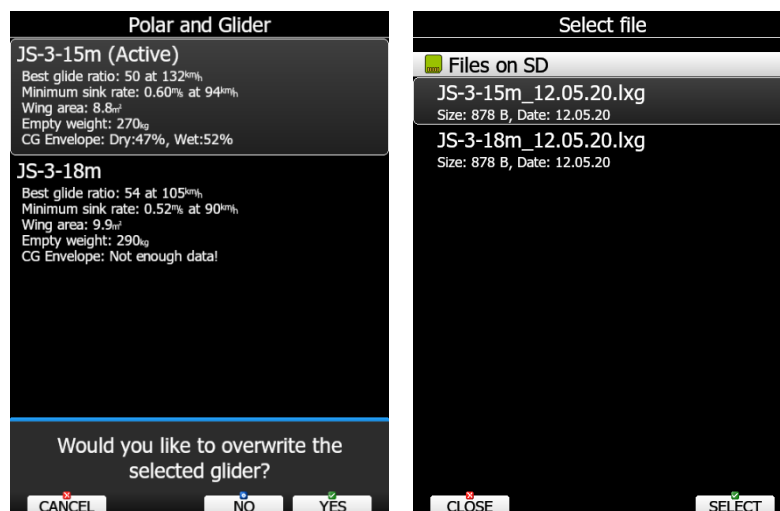 Polar and Glider
JS-3-15m (Active)
Best glide ratio: 50 at 132km/h
Minimum sink rate: 0.60m/s at 94km/h
Wing area: 8.8m²
Empty weight: 270kg
CG Envelope: Dry:47%, Wet:52%
JS-3-18m
Best glide ratio: 54 at 105km/h
Minimum sink rate: 0.52m/s at 90km/h
Wing area: 9.9m²
Empty weight: 290kg
CG Envelope: Not enough data!
Would you like to overwrite the
selected glider?
CANCEL NO YES
Select file
Files on SD
JS-3-15m_12.05.20.lxg
Size: 878 B, Date: 12.05.20
JS-3-18m_12.05.20.lxg
Size: 878 B, Date: 12.05.20
CLOSE SELECT